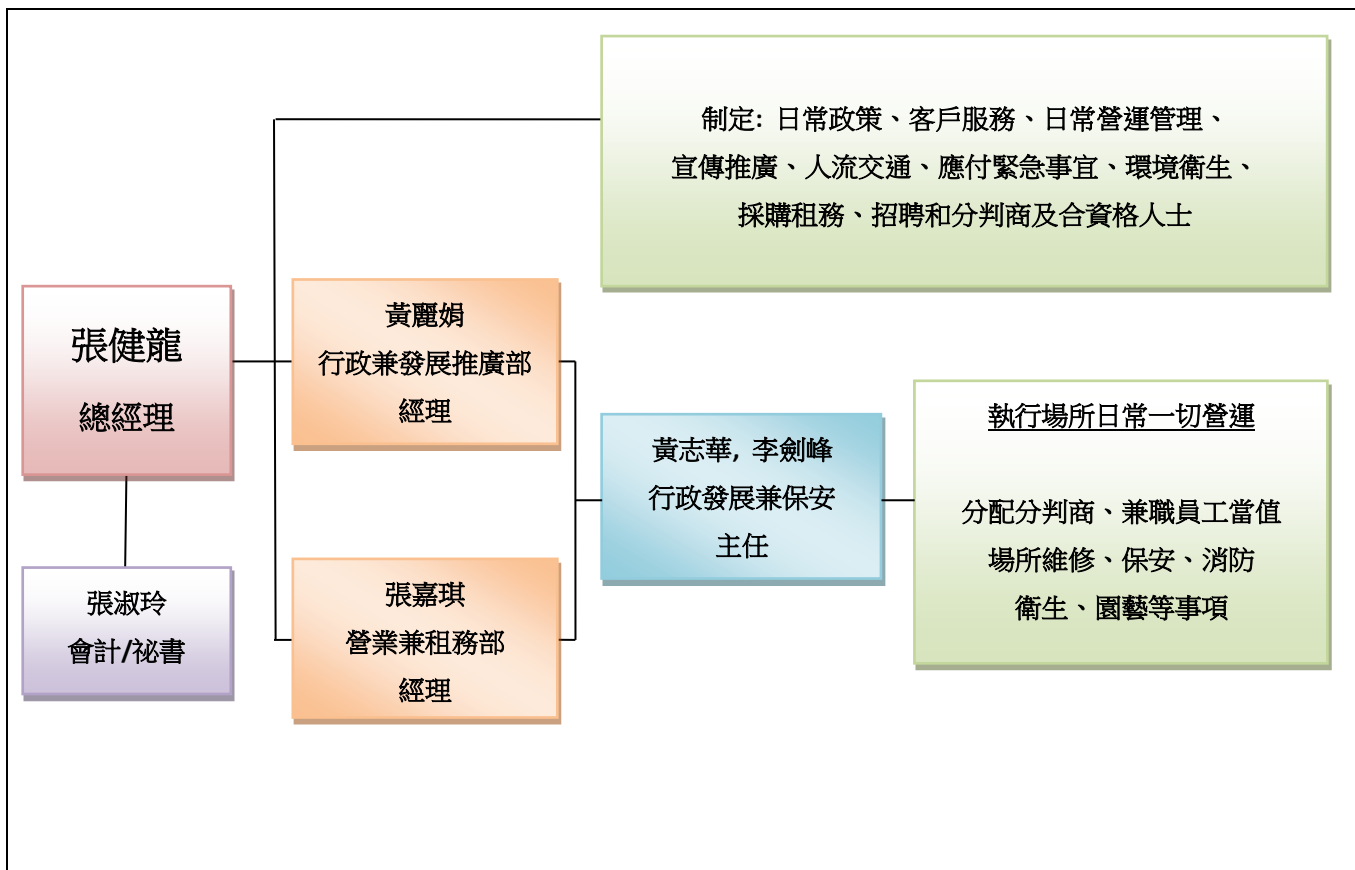 制定: 日常政策、客戶服務、日常營運管理、
宣傳推廣、人流交通、應付緊急事宜、環境衛生、
採購租務、招聘和分判商及合資格人士
張健龍
總經理
張淑玲
會計/祕書
黃麗娟
行政兼發展推廣部
經理
張嘉琪
營業兼租務部
經理
黃志華, 李劍峰
行政發展兼保安
主任
執行場所日常一切營運
分配分判商、兼職員工當值
場所維修、保安、消防
衛生、園藝等事項